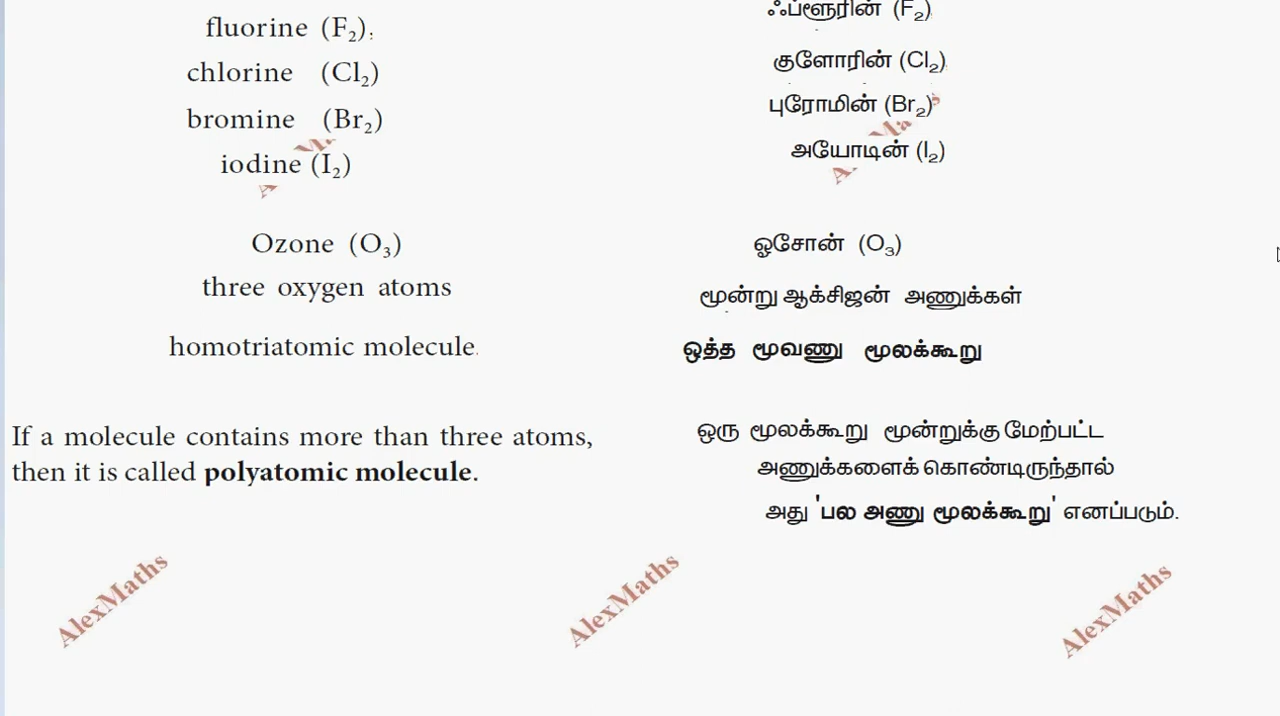 fluorine (F₂),
chlorine (Cl₂)
bromine (Br₂)
iodine (I₂)
Ozone (O₃)
three oxygen atoms
homotriatomic molecule.
If a molecule contains more than three atoms,
then it is called polyatomic molecule.
ஃப்ளூரின் (F₂)
குளோரின் (Cl₂)
புரோமின் (Br₂)
அயோடின் (I₂)
ஓசோன் (O₃)
மூன்று ஆக்சிஜன் அணுக்கள்
ஒத்த மூவணு மூலக்கூறு
ஒரு மூலக்கூறு மூன்றுக்கு மேற்பட்ட
அணுக்களைக் கொண்டிருந்தால்
அது 'பல அணு மூலக்கூறு' எனப்படும்.
AlexMaths
AlexMaths
AlexMaths